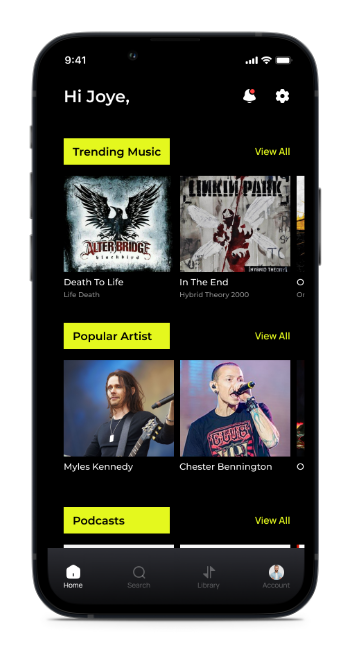 9:41
Hi Joye,
Trending Music
View All
ALTER BRIDGE
blackbird
LINKIN PARK
[HYBRID THEORY]
Death To Life
In The End
O
Life Death
Hybrid Theory 2000
Or
Popular Artist
View All
Myles Kennedy
Chester Bennington
O
Podcasts
View All
Home
Search
Library
Account